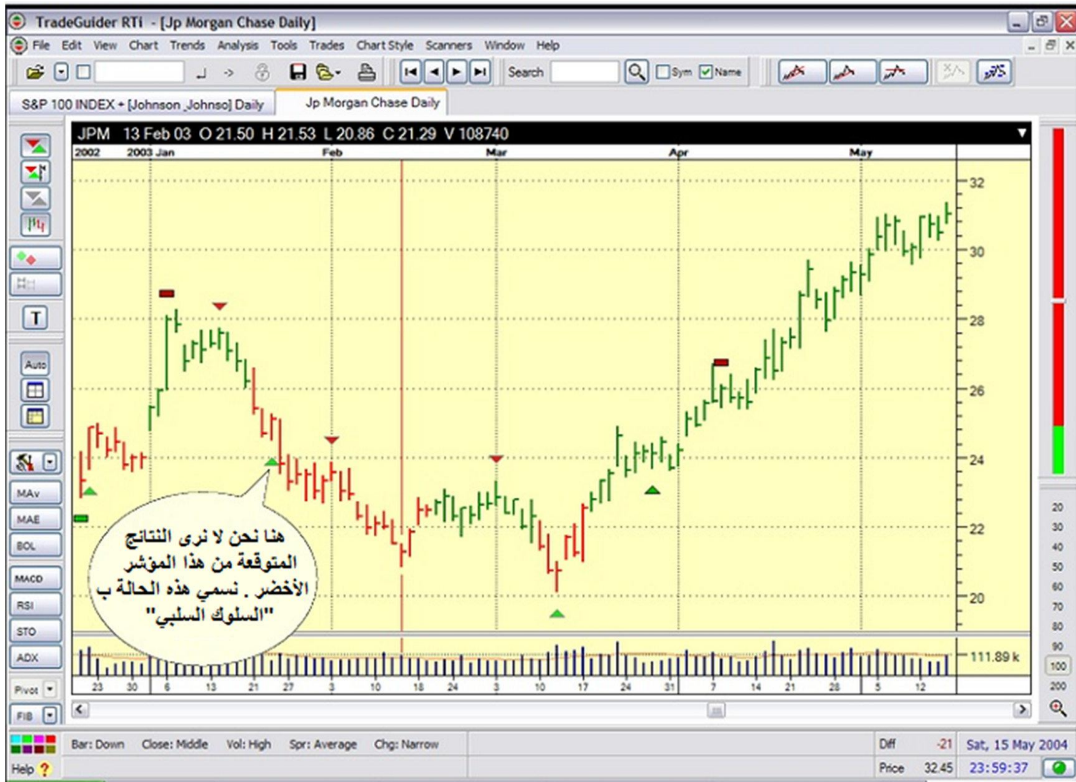 TradeGuider RTi - [Jp Morgan Chase Daily]
File Edit View Chart Trends Analysis Tools Trades Chart Style Scanners Window Help
Search Sym Name
S&P 100 INDEX + [Johnson_Johnso] Daily Jp Morgan Chase Daily
JPM 13 Feb 03 O 21.50 H 21.53 L 20.86 C 21.29 V 108740
2002 2003 Jan Feb Mar Apr May
32
30
28
26
24
22
20
111.89 k
هنا نحن لا نرى النتائج
المتوقعة من هذا المؤشر
الأخضر . نسمي هذه الحالة ب
"السلوك السلبي"
23 30 6 13 21 27 3 10 18 24 3 10 17 24 31 7 14 21 28 5 12
T
Auto
MAv
MAE
BOL
MACD
RSI
STO
ADX
Pivot
FIB
20
30
40
50
60
70
80
90
100
200
Bar: Down Close: Middle Vol: High Spr: Average Chg: Narrow Diff -21 Sat, 15 May 2004
Help ? Price 32.45 23:59:37